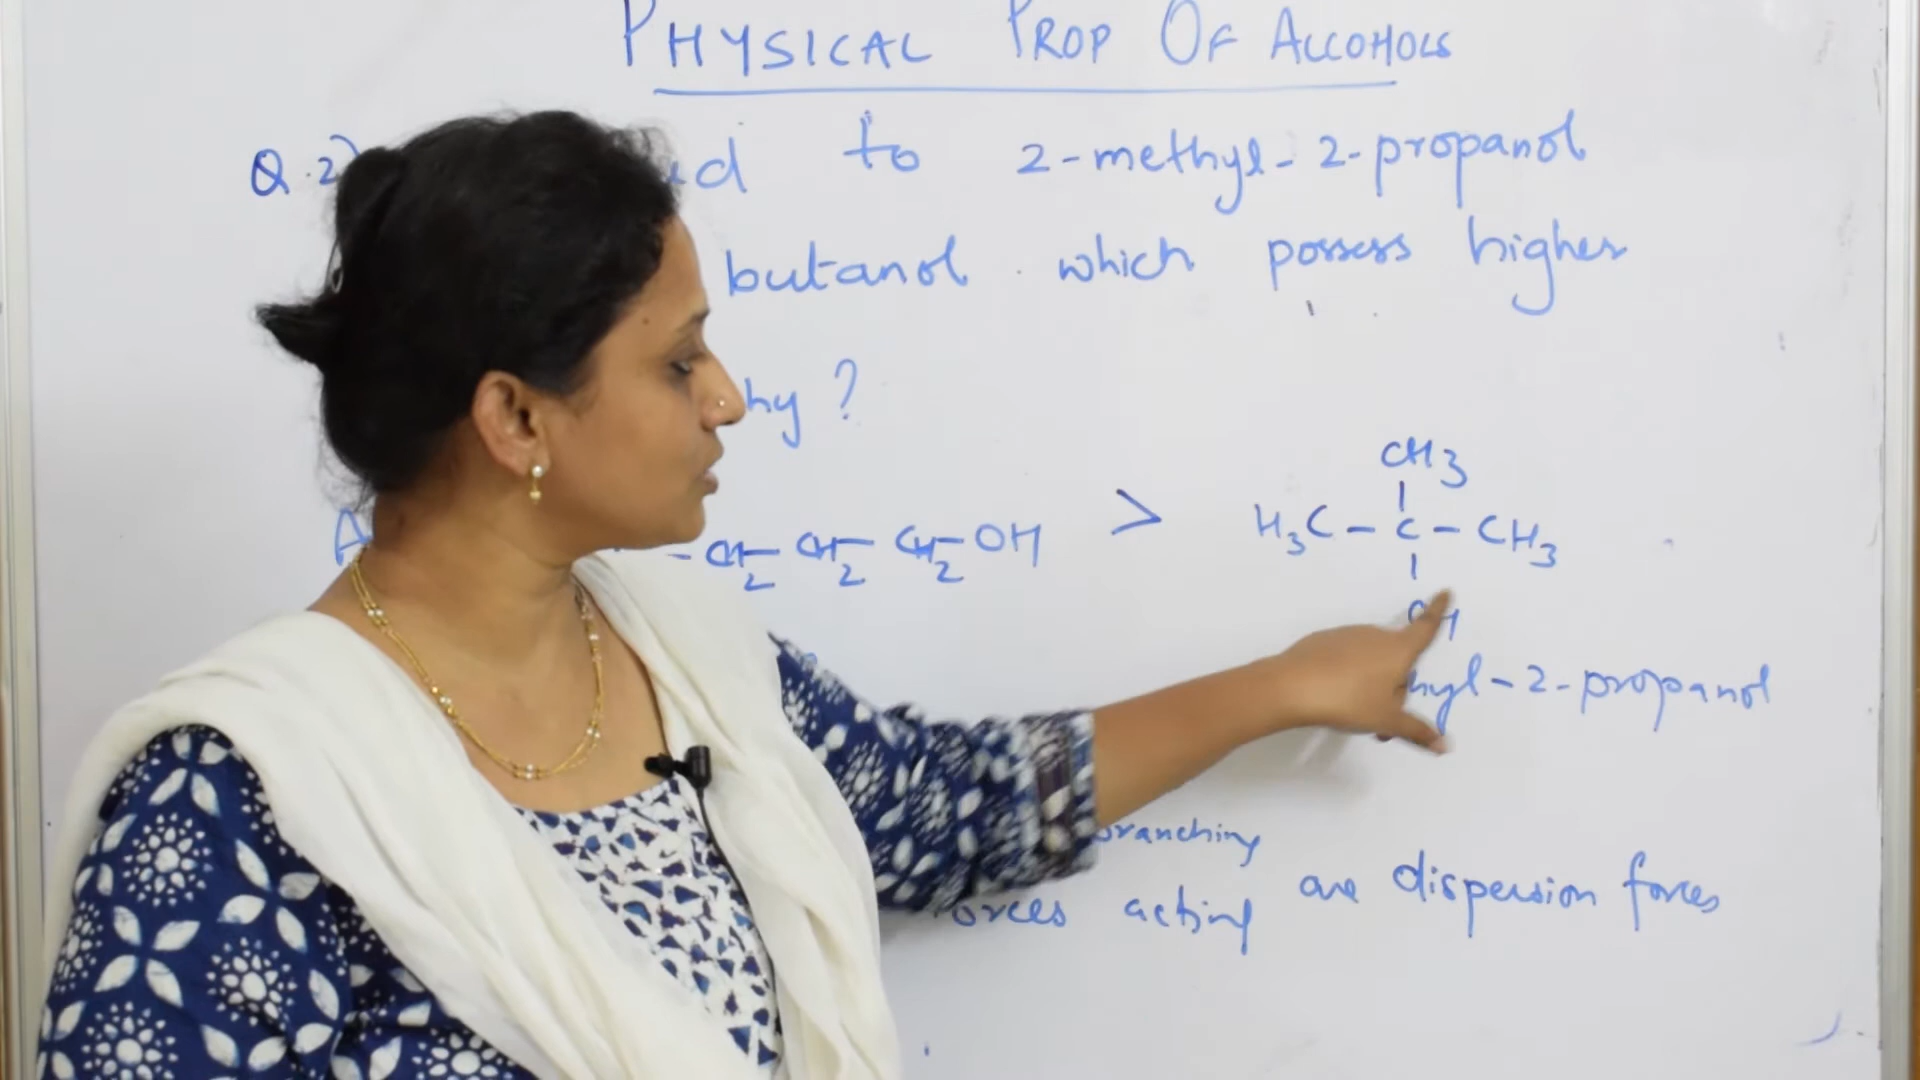 PHYSICAL PROP OF ALCOHOLS
Q.2) ed to 2-methyl-2-propanol
butanol which possess higher
hy ?
CH3
A - CH2 - CH2 - CH2 - OH > H3C - C - CH3
OH
hyl-2-propanol
branching
orces acting are dispersion forces